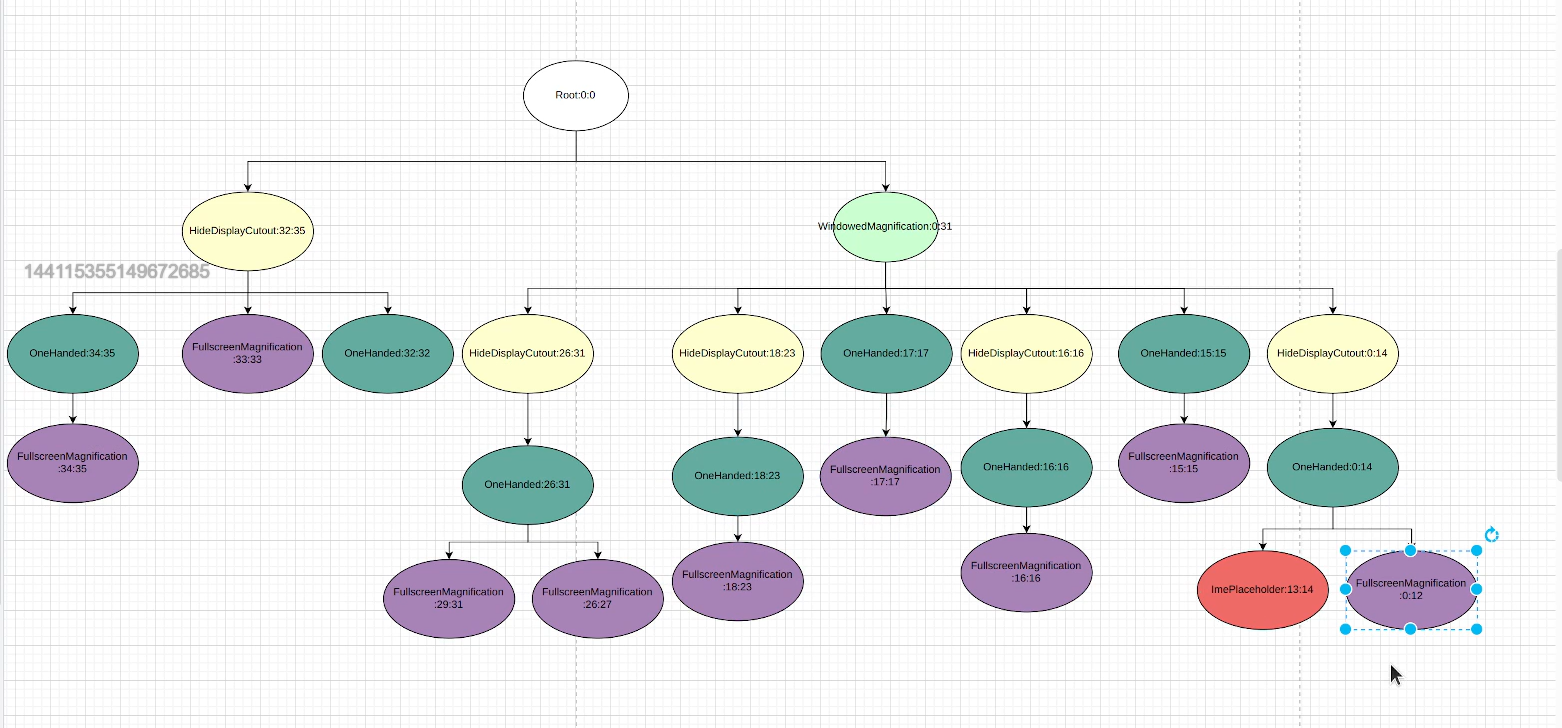 Root:0:0
HideDisplayCutout:32:35
WindowedMagnification:0:31
144115355149672685
OneHanded:34:35
FullscreenMagnification
:33:33
OneHanded:32:32
HideDisplayCutout:26:31
HideDisplayCutout:18:23
OneHanded:17:17
HideDisplayCutout:16:16
OneHanded:15:15
HideDisplayCutout:0:14
FullscreenMagnification
:34:35
OneHanded:26:31
OneHanded:18:23
FullscreenMagnification
:17:17
OneHanded:16:16
FullscreenMagnification
:15:15
OneHanded:0:14
FullscreenMagnification
:29:31
FullscreenMagnification
:26:27
FullscreenMagnification
:18:23
FullscreenMagnification
:16:16
ImePlaceholder:13:14
FullscreenMagnification
:0:12